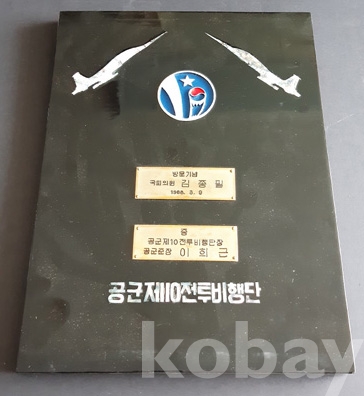 방문기념
국회의원 김종필
1966. 3. 9
증
공군제10전투비행단장
공군준장 이희근
공군제10전투비행단
kobay